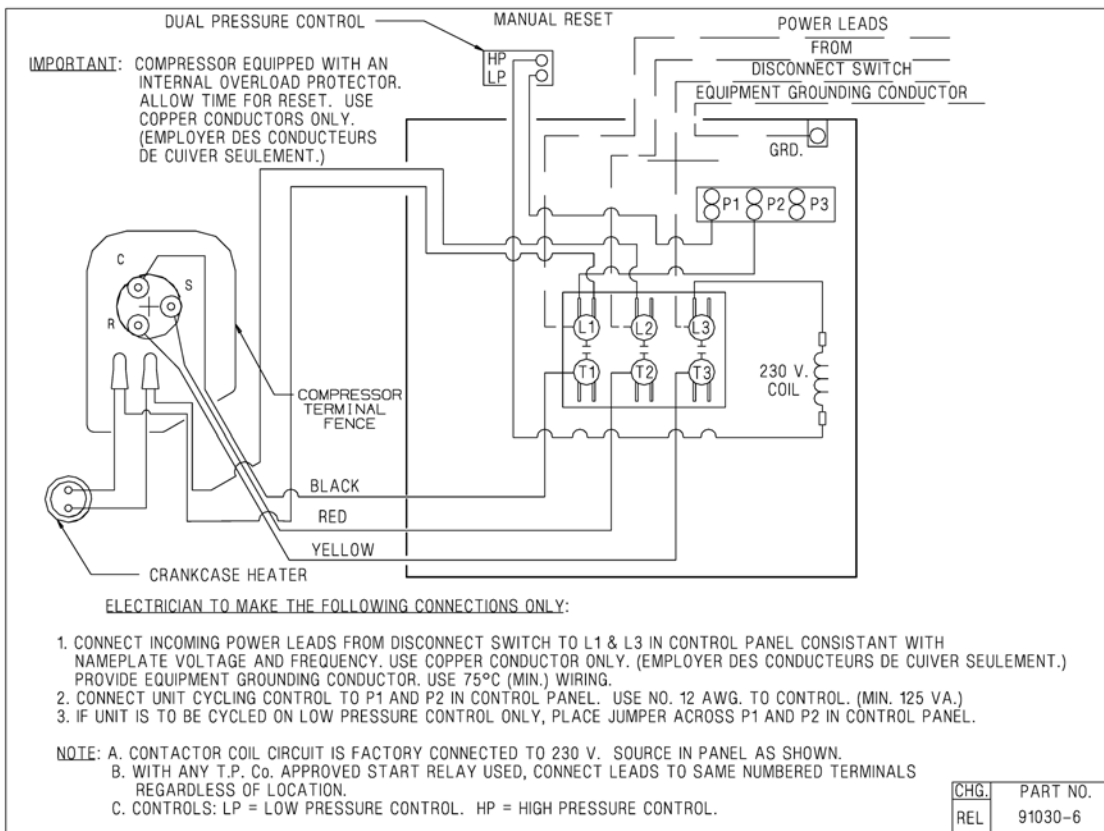 DUAL PRESSURE CONTROL
MANUAL RESET
POWER LEADS
FROM
DISCONNECT SWITCH
EQUIPMENT GROUNDING CONDUCTOR
HP
LP
IMPORTANT: COMPRESSOR EQUIPPED WITH AN
INTERNAL OVERLOAD PROTECTOR.
ALLOW TIME FOR RESET. USE
COPPER CONDUCTORS ONLY.
(EMPLOYER DES CONDUCTEURS
DE CUIVER SEULEMENT.)
GRD.
P1 P2 P3
C
S
R
L1 L2 L3
T1 T2 T3
230 V.
COIL
COMPRESSOR
TERMINAL
FENCE
BLACK
RED
YELLOW
CRANKCASE HEATER
ELECTRICIAN TO MAKE THE FOLLOWING CONNECTIONS ONLY:
1. CONNECT INCOMING POWER LEADS FROM DISCONNECT SWITCH TO L1 & L3 IN CONTROL PANEL CONSISTANT WITH
NAMEPLATE VOLTAGE AND FREQUENCY. USE COPPER CONDUCTOR ONLY. (EMPLOYER DES CONDUCTEURS DE CUIVER SEULEMENT.)
PROVIDE EQUIPMENT GROUNDING CONDUCTOR. USE 75°C (MIN.) WIRING.
2. CONNECT UNIT CYCLING CONTROL TO P1 AND P2 IN CONTROL PANEL. USE NO. 12 AWG. TO CONTROL. (MIN. 125 VA.)
3. IF UNIT IS TO BE CYCLED ON LOW PRESSURE CONTROL ONLY, PLACE JUMPER ACROSS P1 AND P2 IN CONTROL PANEL.
NOTE: A. CONTACTOR COIL CIRCUIT IS FACTORY CONNECTED TO 230 V. SOURCE IN PANEL AS SHOWN.
B. WITH ANY T.P. Co. APPROVED START RELAY USED, CONNECT LEADS TO SAME NUMBERED TERMINALS
REGARDLESS OF LOCATION.
C. CONTROLS: LP = LOW PRESSURE CONTROL. HP = HIGH PRESSURE CONTROL.
CHG. PART NO.
REL 91030-6